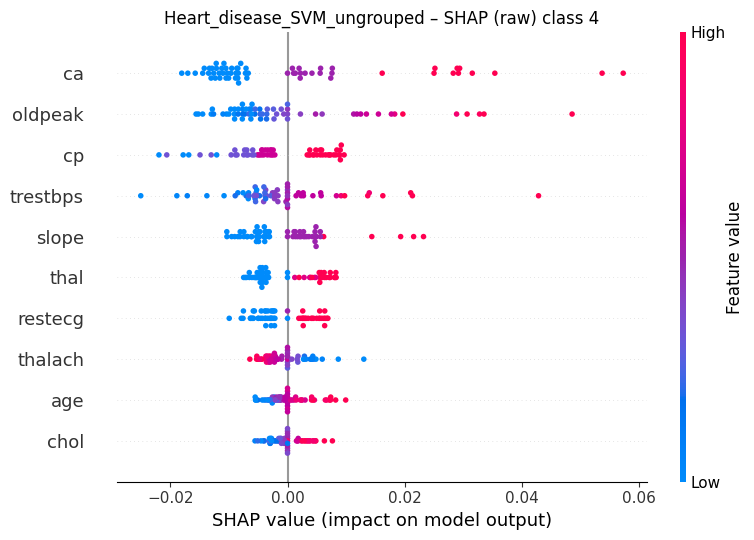 Heart_disease_SVM_ungrouped – SHAP (raw) class 4
High
ca
oldpeak
cp
trestbps
slope
thal
restecg
thalach
age
chol
Feature value
Low
−0.02 0.00 0.02 0.04 0.06
SHAP value (impact on model output)